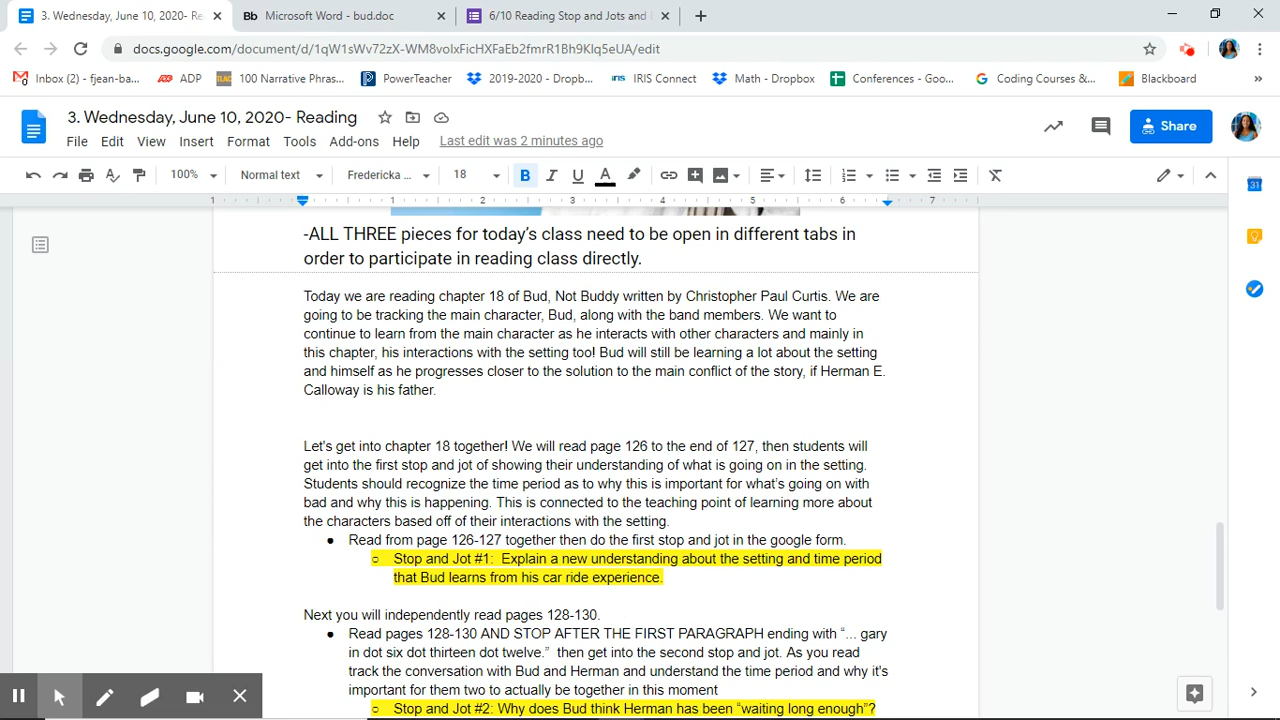 3. Wednesday, June 10, 2020- Reading
Bb Microsoft Word - bud.doc
6/10 Reading Stop and Jots and
docs.google.com/document/d/1qW1sWv72zX-WM8voIxFicHXFaEb2fmrR1Bh9KIq5eUA/edit
Inbox (2) - fjean-ba...
ADP
100 Narrative Phras...
PowerTeacher
2019-2020 - Dropb...
IRIS Connect
Math - Dropbox
Conferences - Goo...
Coding Courses &...
Blackboard
3. Wednesday, June 10, 2020- Reading
Share
File Edit View Insert Format Tools Add-ons Help Last edit was 2 minutes ago
100% Normal text Fredericka ... 18 B I U A
1 1 2 3 4 5 6 7
31
-ALL THREE pieces for today's class need to be open in different tabs in
order to participate in reading class directly.
Today we are reading chapter 18 of Bud, Not Buddy written by Christopher Paul Curtis. We are
going to be tracking the main character, Bud, along with the band members. We want to
continue to learn from the main character as he interacts with other characters and mainly in
this chapter, his interactions with the setting too! Bud will still be learning a lot about the setting
and himself as he progresses closer to the solution to the main conflict of the story, if Herman E.
Calloway is his father.
Let's get into chapter 18 together! We will read page 126 to the end of 127, then students will
get into the first stop and jot of showing their understanding of what is going on in the setting.
Students should recognize the time period as to why this is important for what's going on with
bad and why this is happening. This is connected to the teaching point of learning more about
the characters based off of their interactions with the setting.
● Read from page 126-127 together then do the first stop and jot in the google form.
○ Stop and Jot #1: Explain a new understanding about the setting and time period
that Bud learns from his car ride experience.
Next you will independently read pages 128-130.
● Read pages 128-130 AND STOP AFTER THE FIRST PARAGRAPH ending with “... gary
in dot six dot thirteen dot twelve.” then get into the second stop and jot. As you read
track the conversation with Bud and Herman and understand the time period and why it's
important for them two to actually be together in this moment
○ Stop and Jot #2: Why does Bud think Herman has been “waiting long enough”?